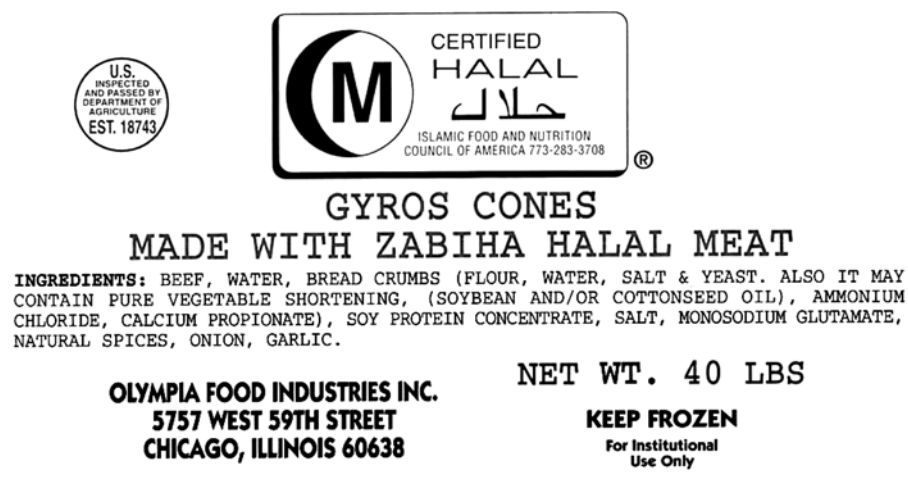 U.S.
INSPECTED
AND PASSED BY
DEPARTMENT OF
AGRICULTURE
EST. 18743
M
CERTIFIED
HALAL
حلال
ISLAMIC FOOD AND NUTRITION
COUNCIL OF AMERICA 773-283-3708
®
GYROS CONES
MADE WITH ZABIHA HALAL MEAT
INGREDIENTS: BEEF, WATER, BREAD CRUMBS (FLOUR, WATER, SALT & YEAST. ALSO IT MAY
CONTAIN PURE VEGETABLE SHORTENING, (SOYBEAN AND/OR COTTONSEED OIL), AMMONIUM
CHLORIDE, CALCIUM PROPIONATE), SOY PROTEIN CONCENTRATE, SALT, MONOSODIUM GLUTAMATE,
NATURAL SPICES, ONION, GARLIC.
OLYMPIA FOOD INDUSTRIES INC.
5757 WEST 59TH STREET
CHICAGO, ILLINOIS 60638
NET WT. 40 LBS
KEEP FROZEN
For Institutional
Use Only